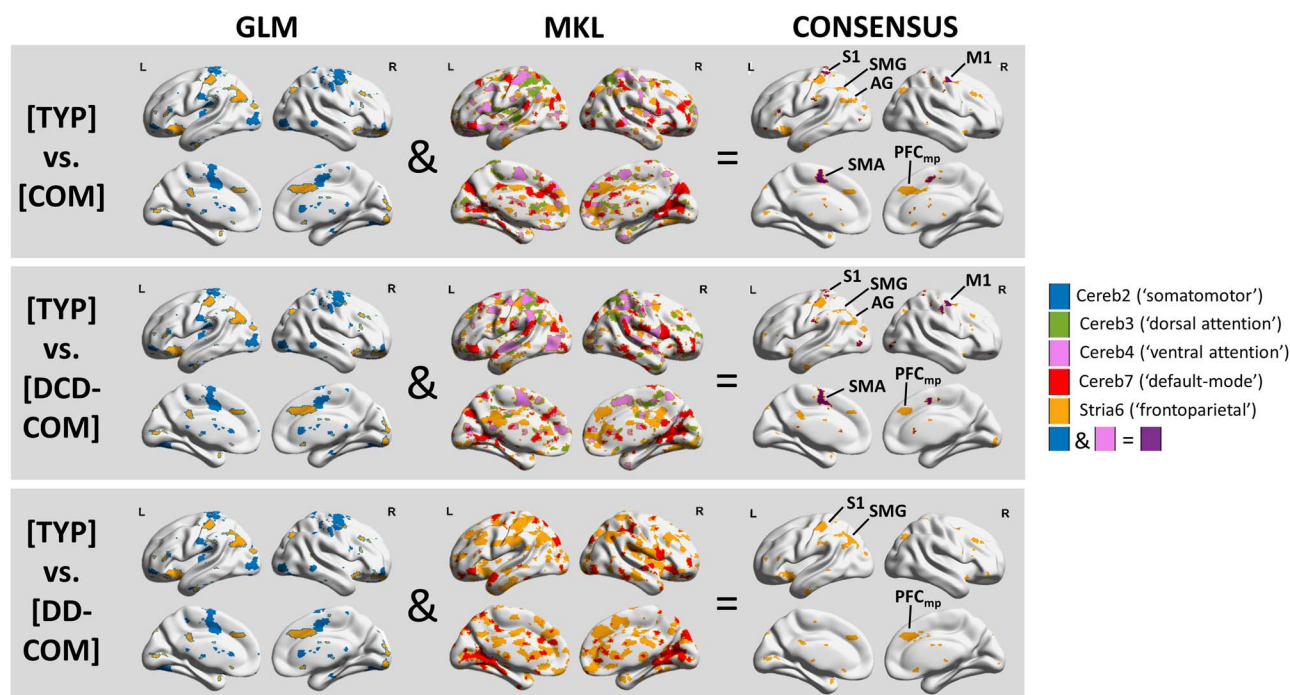 GLM MKL CONSENSUS
L R L R L R
S1 SMG AG M1
[TYP]
vs.
[COM]
& =
SMA PFCmp
L R L R L R
S1 SMG AG M1
[TYP]
vs.
[DCD-
COM]
& =
SMA PFCmp
L R L R L R
S1 SMG
[TYP]
vs.
[DD-
COM]
& =
PFCmp
Cereb2 (‘somatomotor’)
Cereb3 (‘dorsal attention’)
Cereb4 (‘ventral attention’)
Cereb7 (‘default-mode’)
Stria6 (‘frontoparietal’)
& =